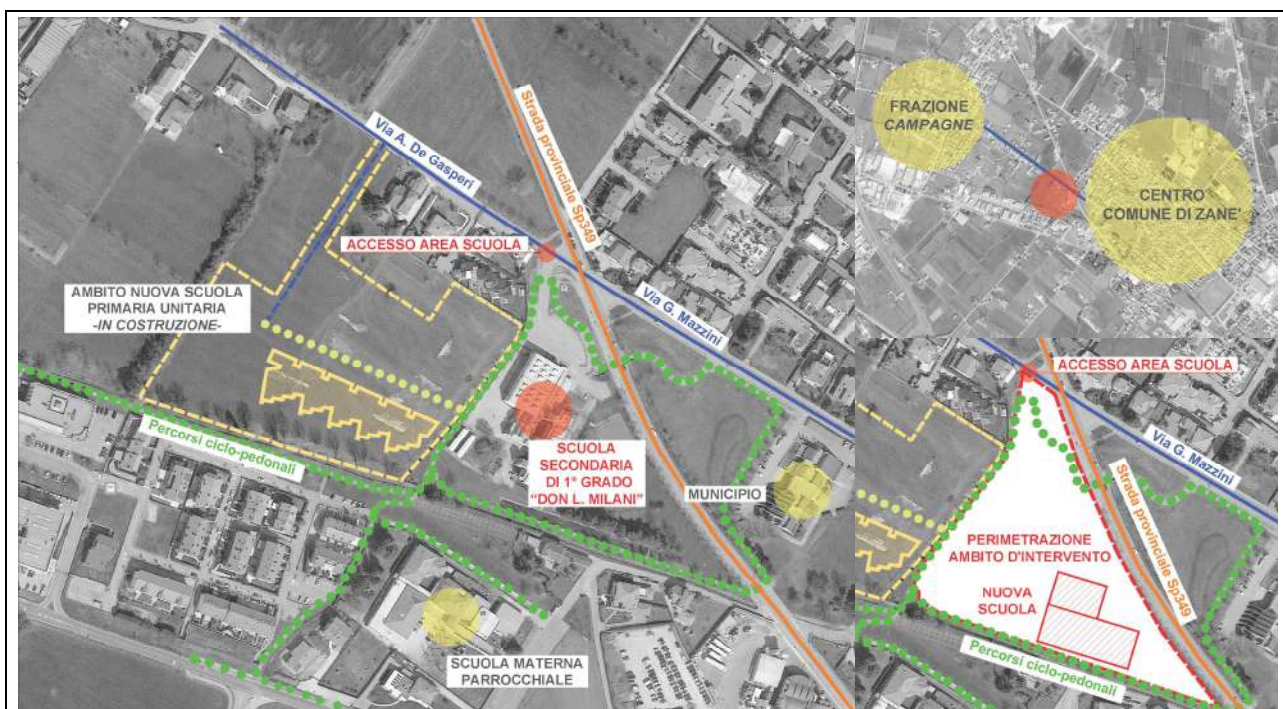 Via A. De Gasperi
Strada provinciale Sp349
ACCESSO AREA SCUOLA
AMBITO NUOVA SCUOLA
PRIMARIA UNITARIA
-IN COSTRUZIONE-
Via G. Mazzini
Percorsi ciclo-pedonali
SCUOLA
SECONDARIA
DI 1° GRADO
"DON L. MILANI"
MUNICIPIO
SCUOLA MATERNA
PARROCCHIALE
FRAZIONE
CAMPAGNE
CENTRO
COMUNE DI ZANE'
ACCESSO AREA SCUOLA
Via G. Mazzini
Strada provinciale Sp349
PERIMETRAZIONE
AMBITO D'INTERVENTO
NUOVA
SCUOLA
Percorsi ciclo-pedonali